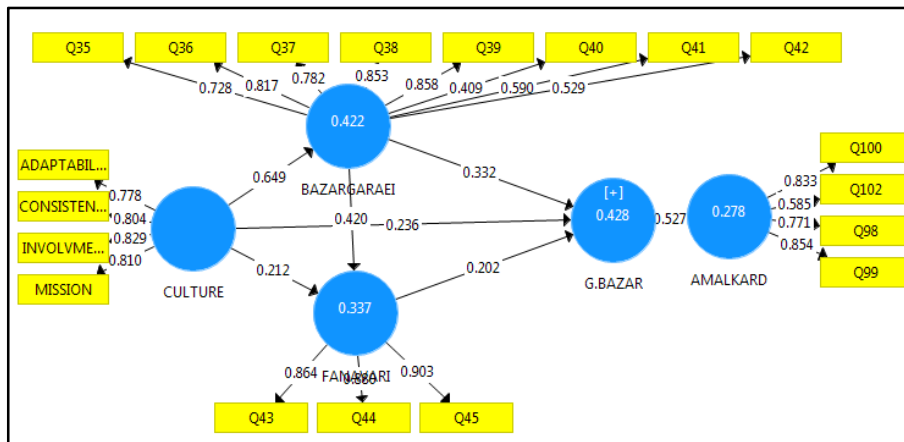 Q35 Q36 Q37 Q38 Q39 Q40 Q41 Q42
0.728 0.817 0.782 0.853 0.858 0.409 0.590 0.529
0.422
BAZARGARAEI
ADAPTABIL...
CONSISTEN...
INVOLVME...
MISSION
0.778
0.804
0.829
0.810
CULTURE
0.649
0.420
0.236
0.212
0.332
0.202
[+]
0.428
G.BAZAR
0.527
0.278
AMALKARD
0.833
0.585
0.771
0.854
Q100
Q102
Q98
Q99
0.337
FANAVARI
0.864
0.903
Q43 Q44 Q45